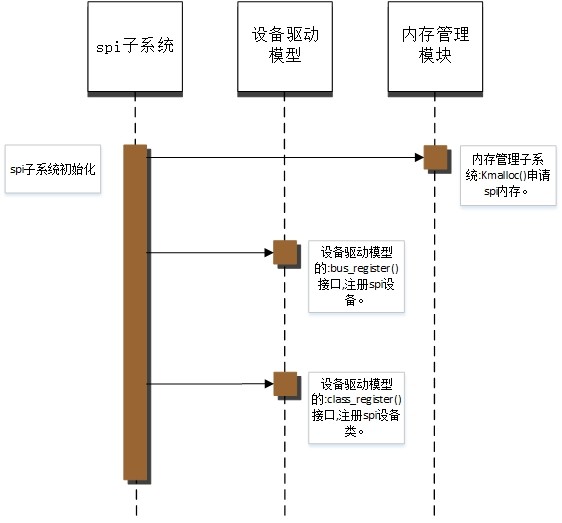 spi子系统
设备驱动
模型
内存管理
模块
spi子系统初始化
内存管理子系
统:Kmalloc()申请
spi内存。
设备驱动模型
的:bus_register()
接口,注册spi设
备。
设备驱动模型
的:class_register()
接口,注册spi设备
类。